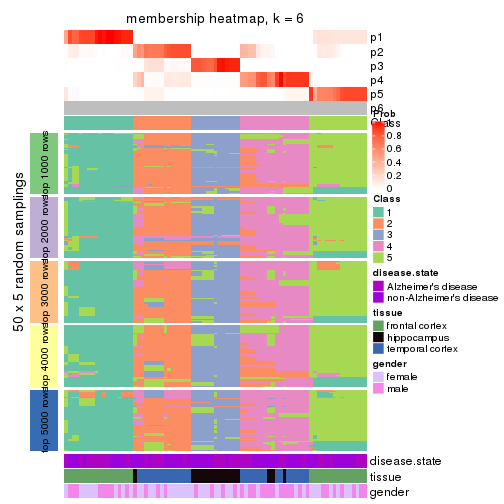 membership heatmap, k = 6
p1
p2
p3
p4
p5
p6
Class
Prob
1
0.8
0.6
0.4
0.2
0
Class
1
2
3
4
5
disease.state
Alzheimer's disease
non-Alzheimer's disease
tissue
frontal cortex
hippocampus
temporal cortex
gender
female
male
50 x 5 random samplings
top 1000 rows
top 2000 rows
top 3000 rows
top 4000 rows
top 5000 rows
disease.state
tissue
gender